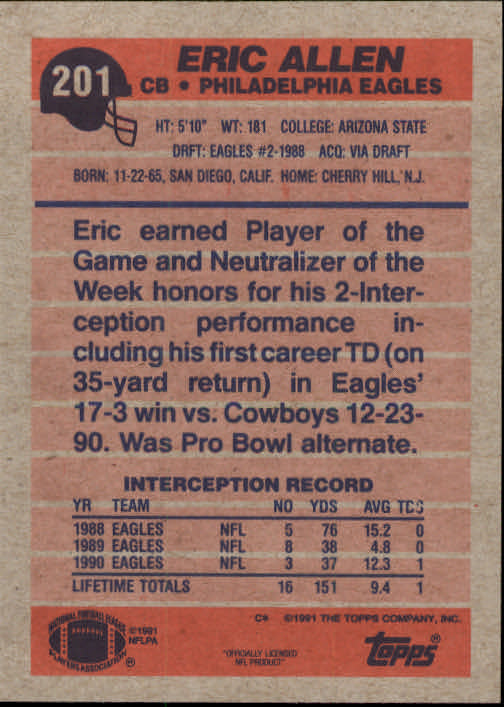 201
ERIC ALLEN
CB • PHILADELPHIA EAGLES
HT: 5'10" WT: 181 COLLEGE: ARIZONA STATE
DRFT: EAGLES #2-1988 ACQ: VIA DRAFT
BORN: 11-22-65, SAN DIEGO, CALIF. HOME: CHERRY HILL, N.J.
Eric earned Player of the
Game and Neutralizer of the
Week honors for his 2-Inter-
ception performance in-
cluding his first career TD (on
35-yard return) in Eagles'
17-3 win vs. Cowboys 12-23-
90. Was Pro Bowl alternate.
INTERCEPTION RECORD
YR TEAM NO YDS AVG TDS
1988 EAGLES NFL 5 76 15.2 0
1989 EAGLES NFL 8 38 4.8 0
1990 EAGLES NFL 3 37 12.3 1
LIFETIME TOTALS 16 151 9.4 1
NATIONAL FOOTBALL LEAGUE
PLAYERS ASSOCIATION ®
©1991
NFLPA
C* ©1991 THE TOPPS COMPANY, INC.
"OFFICIALLY LICENSED
NFL PRODUCT"
topps®